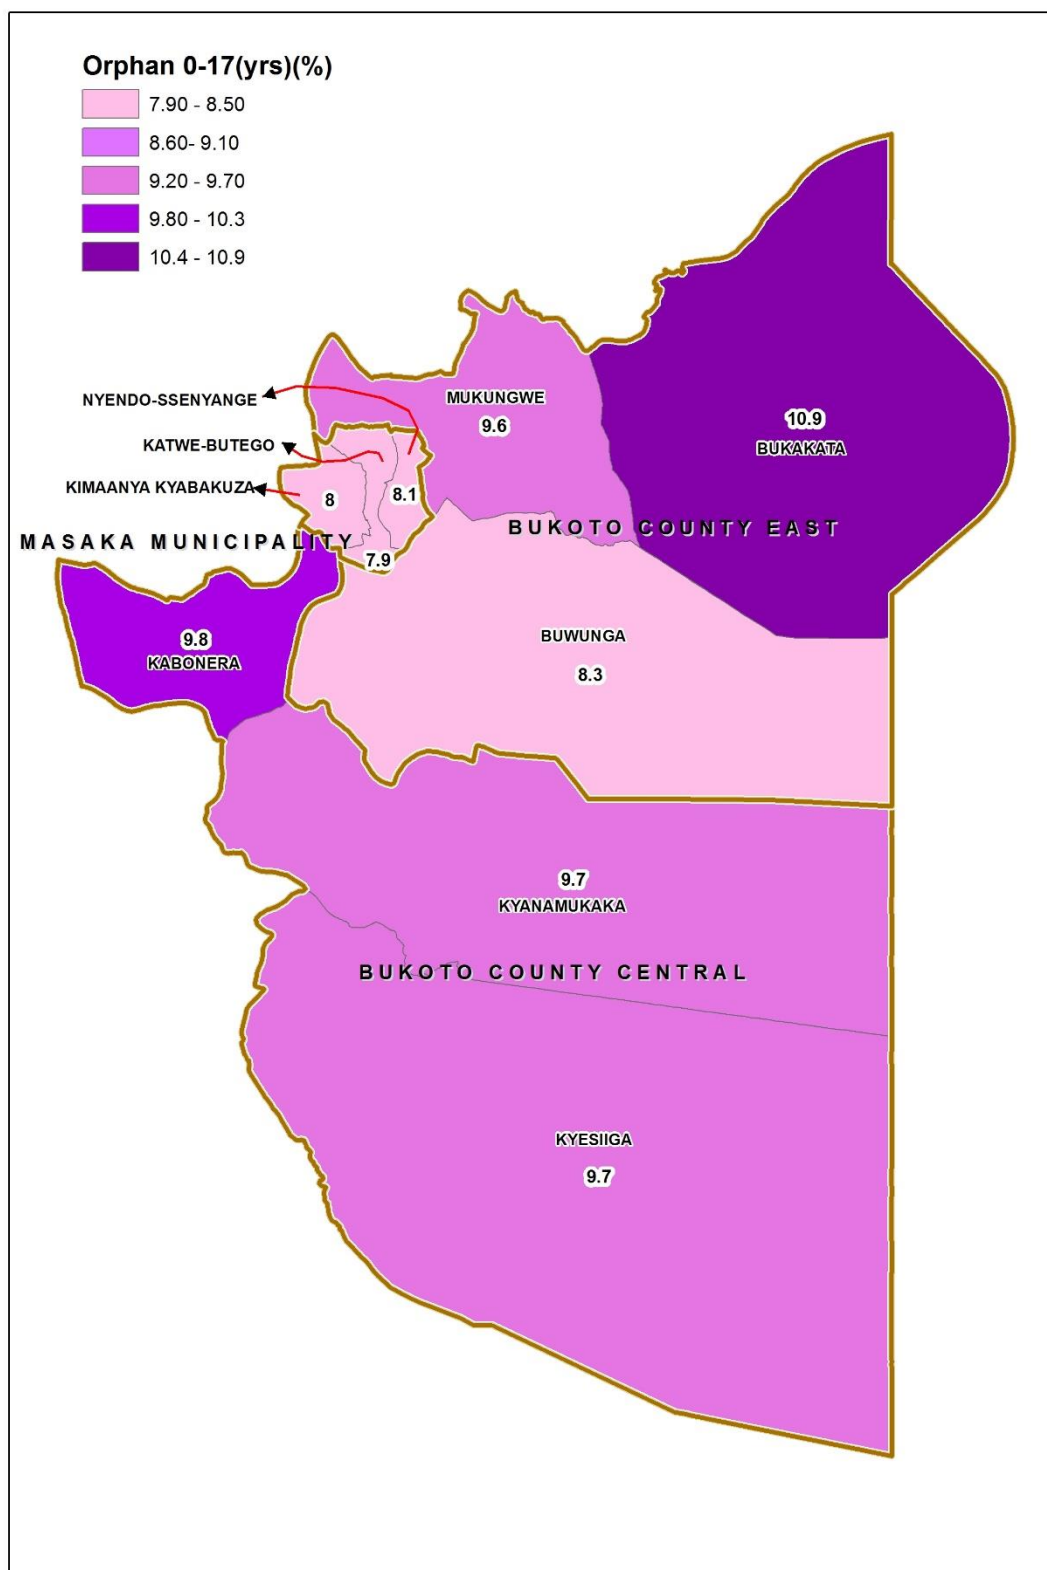 Orphan 0-17(yrs)(%)
7.90 - 8.50
8.60- 9.10
9.20 - 9.70
9.80 - 10.3
10.4 - 10.9
NYENDO-SSENYANGE
MUKUNGWE
9.6
10.9
BUKAKATA
KATWE-BUTEGO
KIMAANYA KYABAKUZA
8
8.1
BUKOTO COUNTY EAST
MASAKA MUNICIPALITY
7.9
9.8
KABONERA
BUWUNGA
8.3
9.7
KYANAMUKAKA
BUKOTO COUNTY CENTRAL
KYESIIGA
9.7